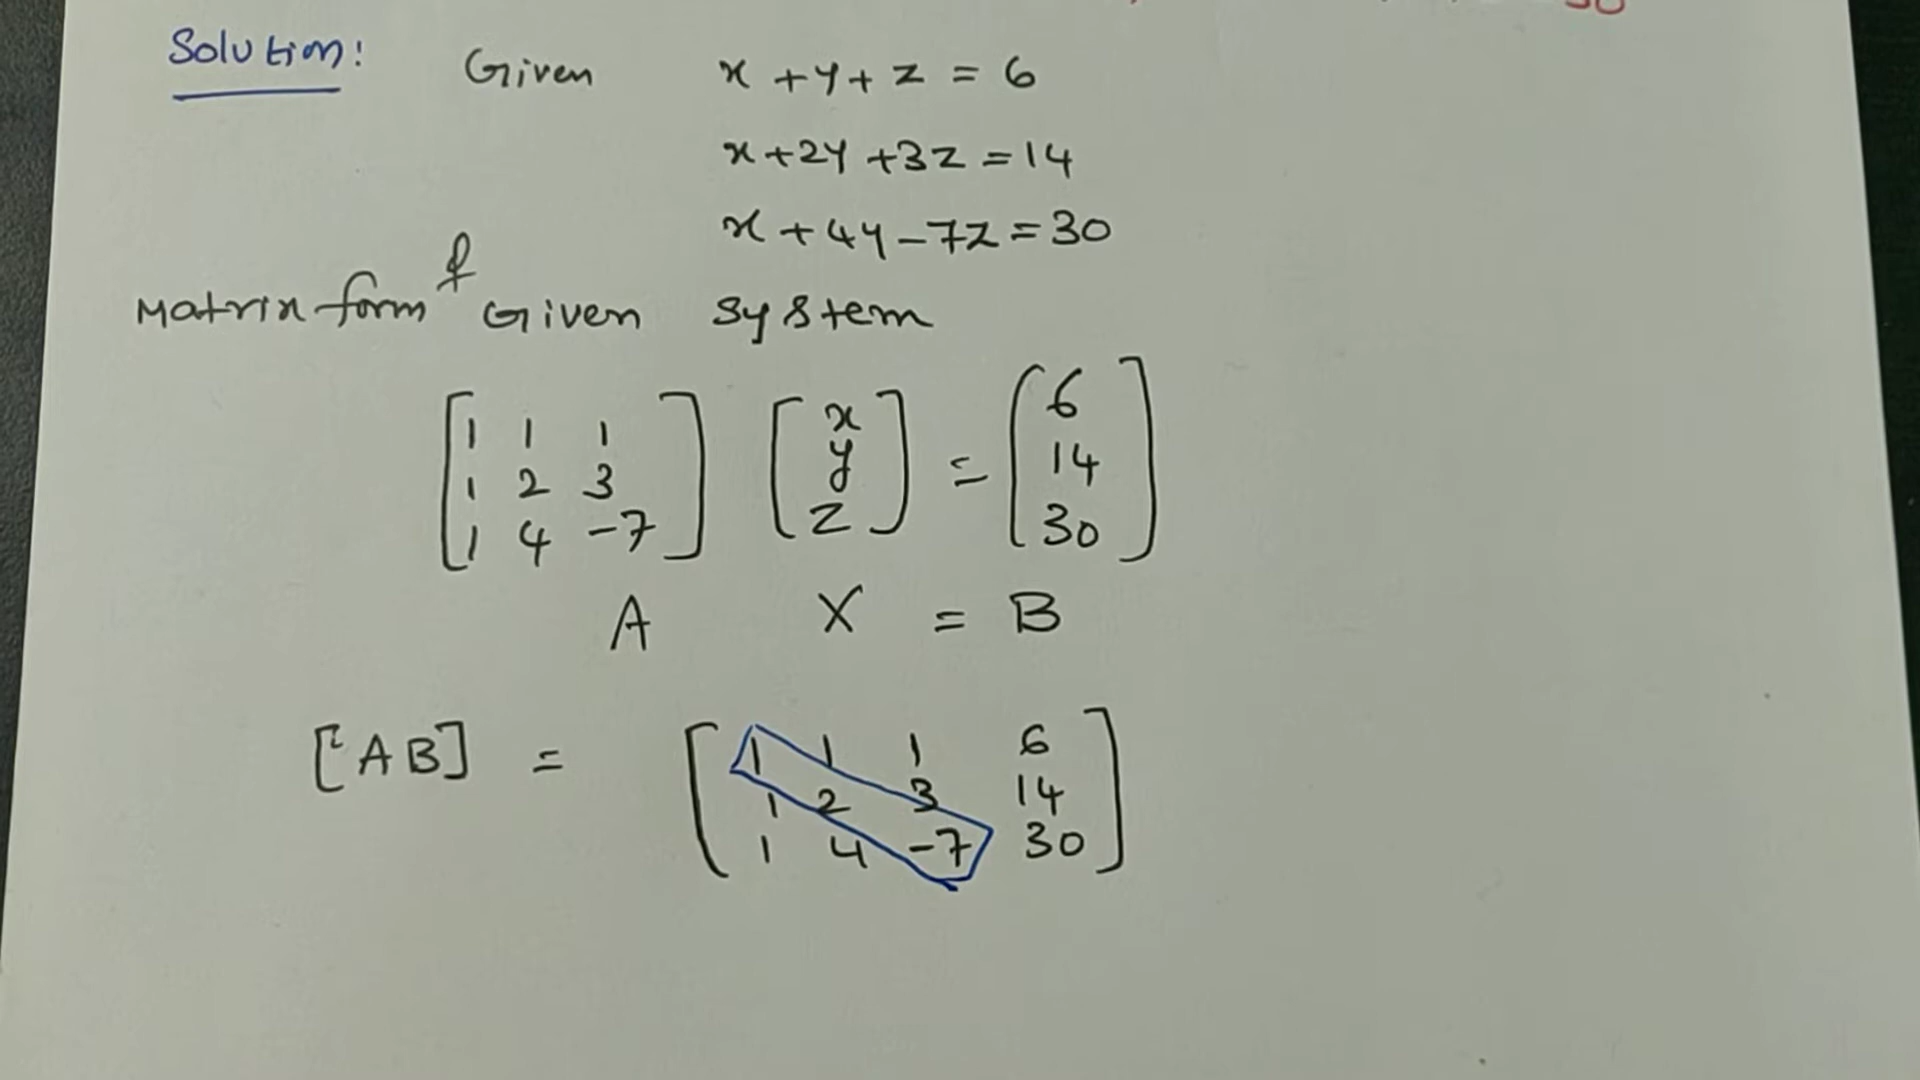 Solution: Given x + y + z = 6
x + 2y + 3z = 14
x + 4y - 7z = 30
Matrix form of Given system
[1 1 1] [x] = [6]
[1 2 3] [y] [14]
[1 4 -7] [z] [30]
A X = B
[AB] = [1 1 1 6]
[1 2 3 14]
[1 4 -7 30]